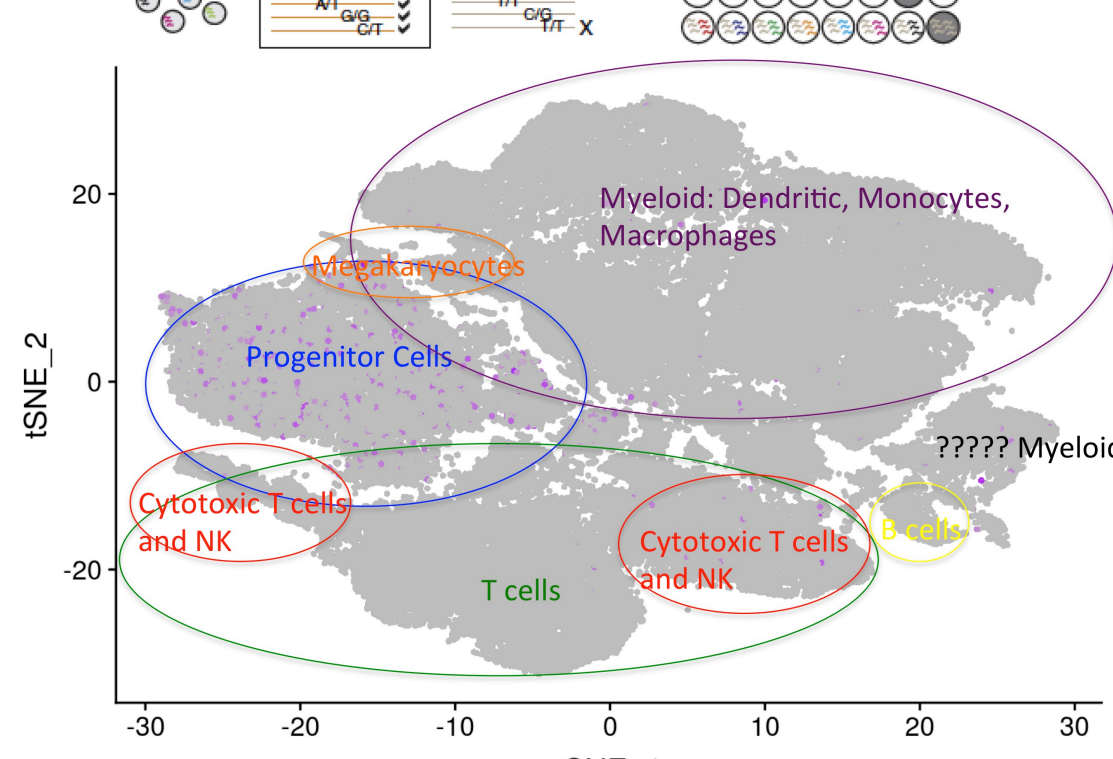 A/T
G/G
C/T
C/G
T/T X
20
Myeloid: Dendritic, Monocytes,
Macrophages
Megakaryocytes
Progenitor Cells
0
tSNE_2
????? Myeloid
Cytotoxic T cells
and NK
B cells
Cytotoxic T cells
and NK
-20
T cells
-30 -20 -10 0 10 20 30